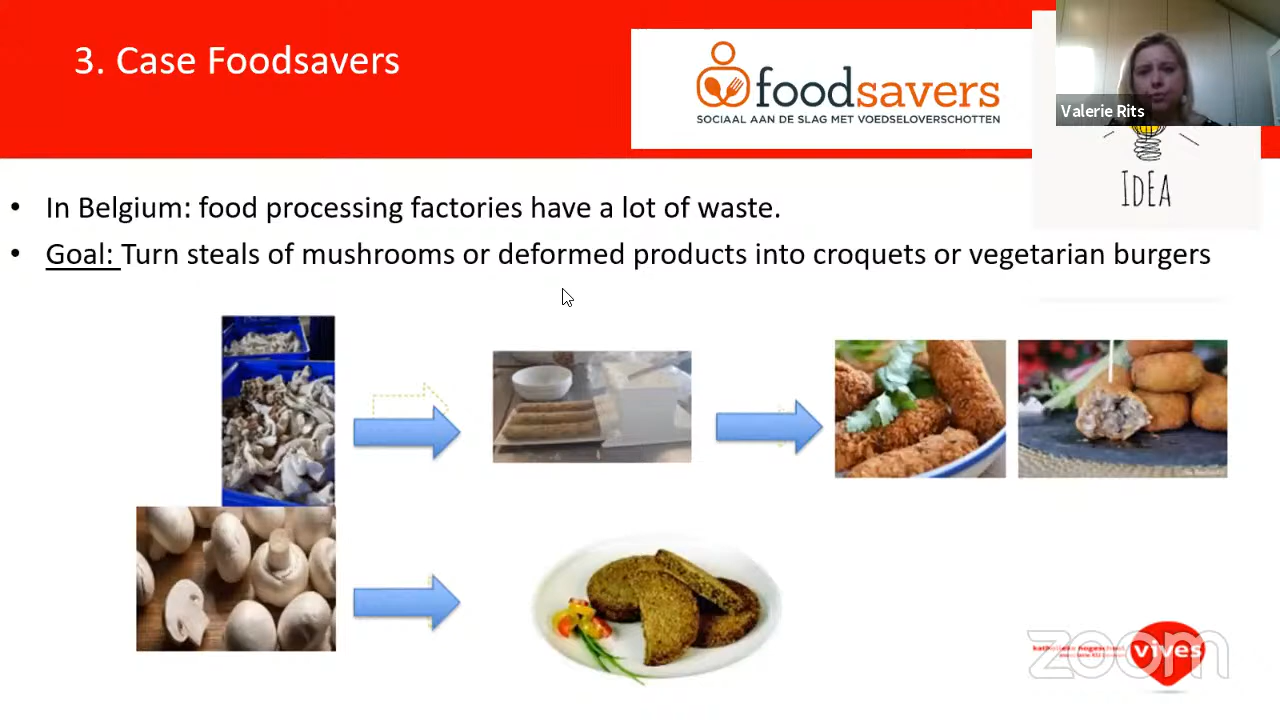 3. Case Foodsavers
foodsavers
SOCIAAL AAN DE SLAG MET VOEDSELOVERSCHOTTEN
Valerie Rits
IDEA
• In Belgium: food processing factories have a lot of waste.
• Goal: Turn steals of mushrooms or deformed products into croquets or vegetarian burgers
zoom
vives